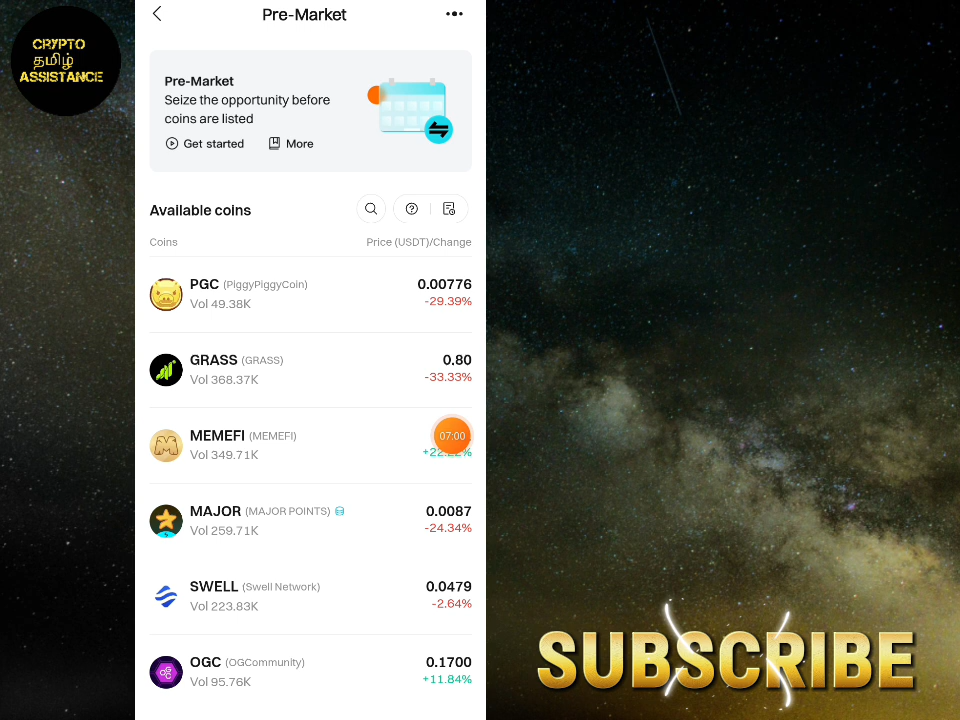 CRYPTO
தமிழ்
ASSISTANCE
Pre-Market
Pre-Market
Seize the opportunity before
coins are listed
Get started
More
Available coins
Coins
Price (USDT)/Change
PGC (PiggyPiggyCoin)
0.00776
Vol 49.38K
-29.39%
GRASS (GRASS)
0.80
Vol 368.37K
-33.33%
MEMEFI (MEMEFI)
07:00
Vol 349.71K
MAJOR (MAJOR POINTS)
0.0087
Vol 259.71K
-24.34%
SWELL (Swell Network)
0.0479
Vol 223.83K
-2.64%
OGC (OGCommunity)
0.1700
Vol 95.76K
+11.84%
SUBSCRIBE